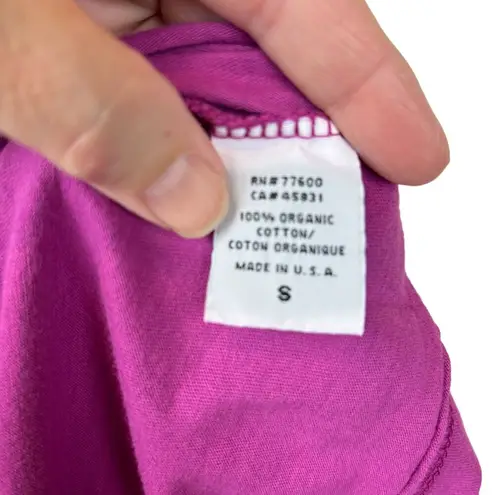 RN#77600
CA#45831
100% ORGANIC
COTTON/
COTON ORGANIQUE
MADE IN U.S.A.
S